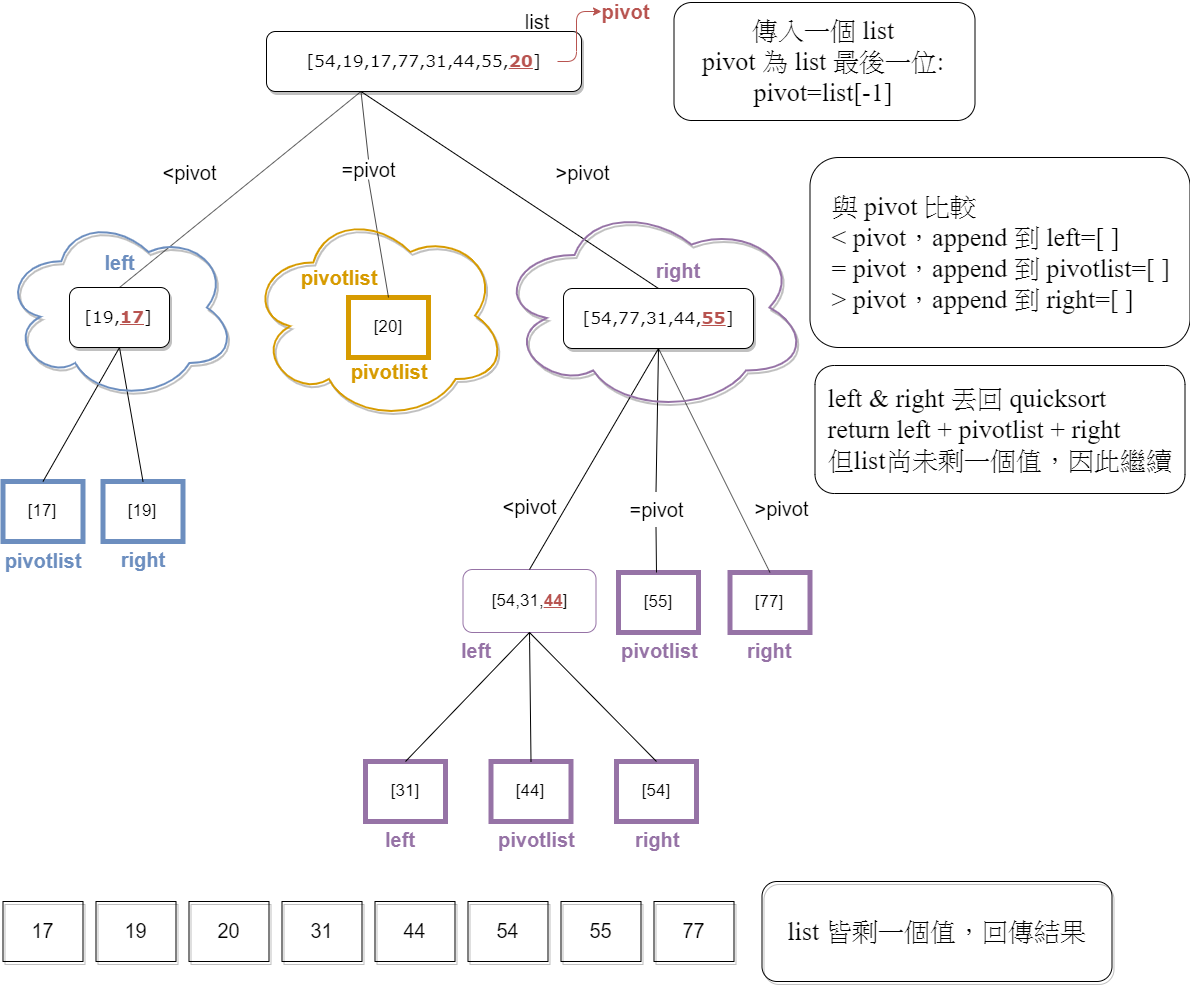 list
pivot
[54,19,17,77,31,44,55,20]
傳入一個 list
pivot 為 list 最後一位:
pivot=list[-1]
<pivot
=pivot
>pivot
與 pivot 比較
< pivot，append 到 left=[ ]
= pivot，append 到 pivotlist=[ ]
> pivot，append 到 right=[ ]
left
[19,17]
pivotlist
[20]
pivotlist
right
[54,77,31,44,55]
left & right 丟回 quicksort
return left + pivotlist + right
但list尚未剩一個值，因此繼續
[17]
pivotlist
[19]
right
<pivot
=pivot
>pivot
[54,31,44]
left
[55]
pivotlist
[77]
right
[31]
left
[44]
pivotlist
[54]
right
17 19 20 31 44 54 55 77
list 皆剩一個值，回傳結果